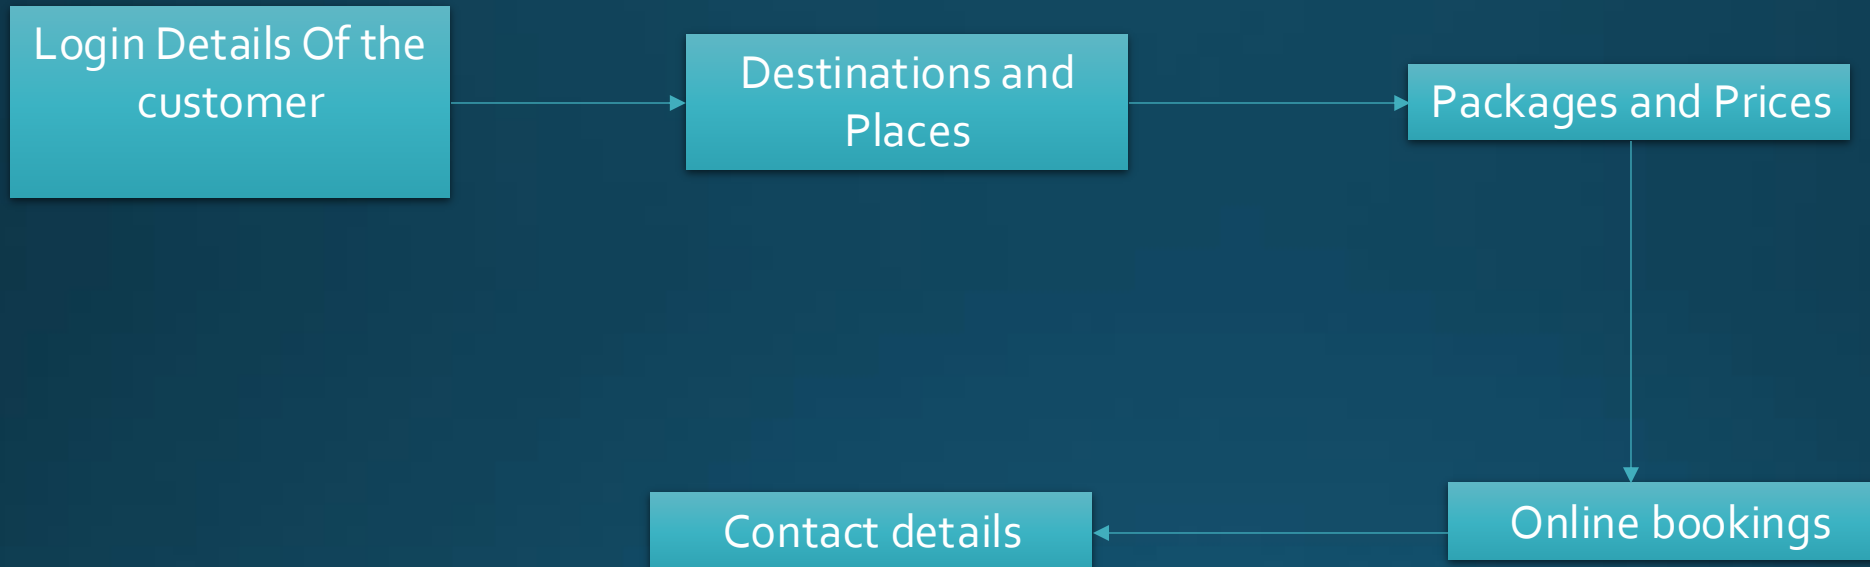 Login Details Of the
customer
Destinations and
Places
Packages and Prices
Online bookings
Contact details